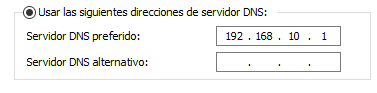 Usar las siguientes direcciones de servidor DNS:
Servidor DNS preferido: 192 . 168 . 10 . 1
Servidor DNS alternativo: . . .